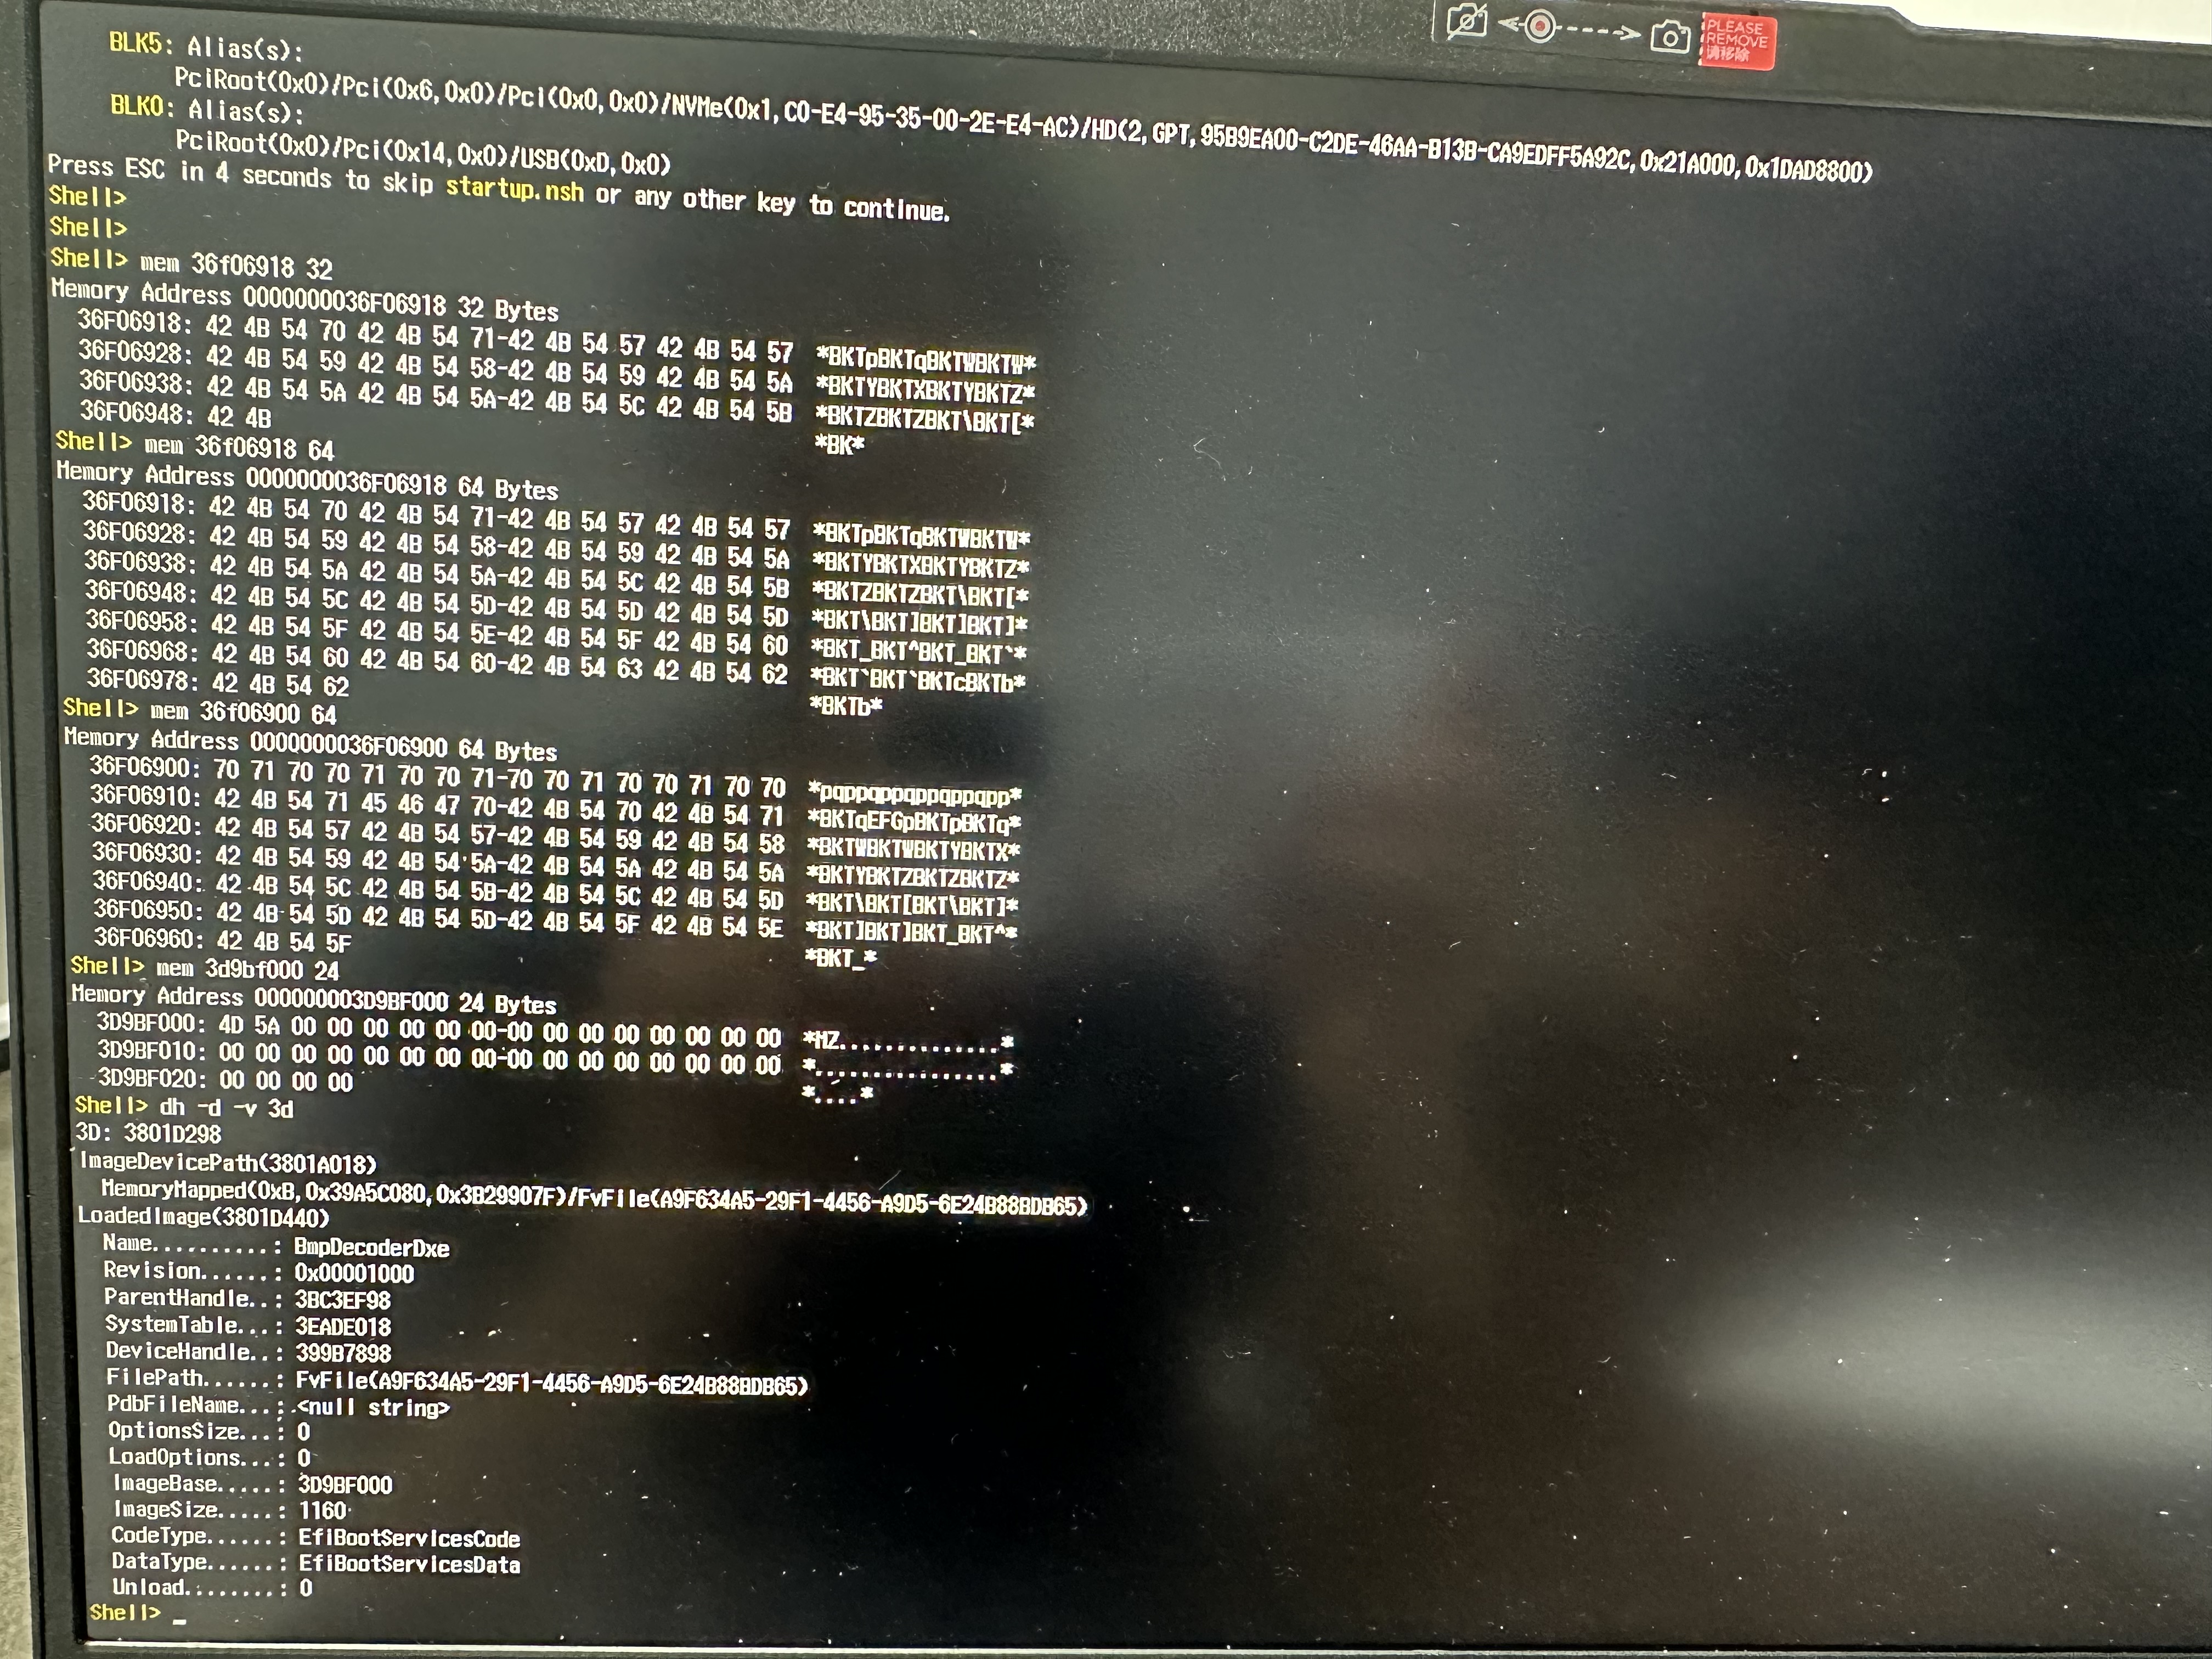 PLEASE
REMOVE
请移除
BLK5: Alias(s):
PciRoot(0x0)/Pci(0x6,0x0)/Pci(0x0,0x0)/NVMe(0x1,C0-E4-95-35-00-2E-E4-AC)/HD(2,GPT,95B9EA00-C2DE-46AA-B13B-CA9EDFF5A92C,0x21A000,0x1DAD8800)
BLK0: Alias(s):
PciRoot(0x0)/Pci(0x14,0x0)/USB(0xD,0x0)
Press ESC in 4 seconds to skip startup.nsh or any other key to continue.
Shell>
Shell>
Shell> mem 36f06918 32
Memory Address 0000000036F06918 32 Bytes
36F06918: 42 4B 54 70 42 4B 54 71-42 4B 54 57 42 4B 54 57 *BKTpBKTqBKTWBKTW*
36F06928: 42 4B 54 59 42 4B 54 58-42 4B 54 59 42 4B 54 5A *BKTYBKTXBKTYBKTZ*
36F06938: 42 4B 54 5A 42 4B 54 5A-42 4B 54 5C 42 4B 54 5B *BKTZBKTZBKT\BKT[*
36F06948: 42 4B *BK*
Shell> mem 36f06918 64
Memory Address 0000000036F06918 64 Bytes
36F06918: 42 4B 54 70 42 4B 54 71-42 4B 54 57 42 4B 54 57 *BKTpBKTqBKTWBKTW*
36F06928: 42 4B 54 59 42 4B 54 58-42 4B 54 59 42 4B 54 5A *BKTYBKTXBKTYBKTZ*
36F06938: 42 4B 54 5A 42 4B 54 5A-42 4B 54 5C 42 4B 54 5B *BKTZBKTZBKT\BKT[*
36F06948: 42 4B 54 5C 42 4B 54 5D-42 4B 54 5D 42 4B 54 5D *BKT\BKT]BKT]BKT]*
36F06958: 42 4B 54 5F 42 4B 54 5E-42 4B 54 5F 42 4B 54 60 *BKT_BKT^BKT_BKT`*
36F06968: 42 4B 54 60 42 4B 54 60-42 4B 54 63 42 4B 54 62 *BKT`BKT`BKTcBKTb*
36F06978: 42 4B 54 62 *BKTb*
Shell> mem 36f06900 64
Memory Address 0000000036F06900 64 Bytes
36F06900: 70 71 70 70 71 70 70 71-70 70 71 70 70 71 70 70 *pqppqppqppqppqpp*
36F06910: 42 4B 54 71 45 46 47 70-42 4B 54 70 42 4B 54 71 *BKTqEFGpBKTpBKTq*
36F06920: 42 4B 54 57 42 4B 54 57-42 4B 54 59 42 4B 54 58 *BKTWBKTWBKTYBKTX*
36F06930: 42 4B 54 59 42 4B 54 5A-42 4B 54 5A 42 4B 54 5A *BKTYBKTZBKTZBKTZ*
36F06940: 42 4B 54 5C 42 4B 54 5B-42 4B 54 5C 42 4B 54 5D *BKT\BKT[BKT\BKT]*
36F06950: 42 4B 54 5D 42 4B 54 5D-42 4B 54 5F 42 4B 54 5E *BKT]BKT]BKT_BKT^*
36F06960: 42 4B 54 5F *BKT_*
Shell> mem 3d9bf000 24
Memory Address 000000003D9BF000 24 Bytes
3D9BF000: 4D 5A 00 00 00 00 00 00-00 00 00 00 00 00 00 00 *MZ..............*
3D9BF010: 00 00 00 00 00 00 00 00-00 00 00 00 00 00 00 00 *................*
3D9BF020: 00 00 00 00 *....*
Shell> dh -d -v 3d
3D: 3801D298
ImageDevicePath(3801A018)
MemoryMapped(0xB,0x39A5C080,0x3B29907F)/FvFile(A9F634A5-29F1-4456-A9D5-6E24B88BDB65)
LoadedImage(3801D440)
Name..........: BmpDecoderDxe
Revision......: 0x00001000
ParentHandle..: 3BC3EF98
SystemTable...: 3EADE018
DeviceHandle..: 399B7898
FilePath......: FvFile(A9F634A5-29F1-4456-A9D5-6E24B88BDB65)
PdbFileName...: <null string>
OptionsSize...: 0
LoadOptions...: 0
ImageBase.....: 3D9BF000
ImageSize.....: 1160
CodeType......: EfiBootServicesCode
DataType......: EfiBootServicesData
Unload........: 0
Shell> _